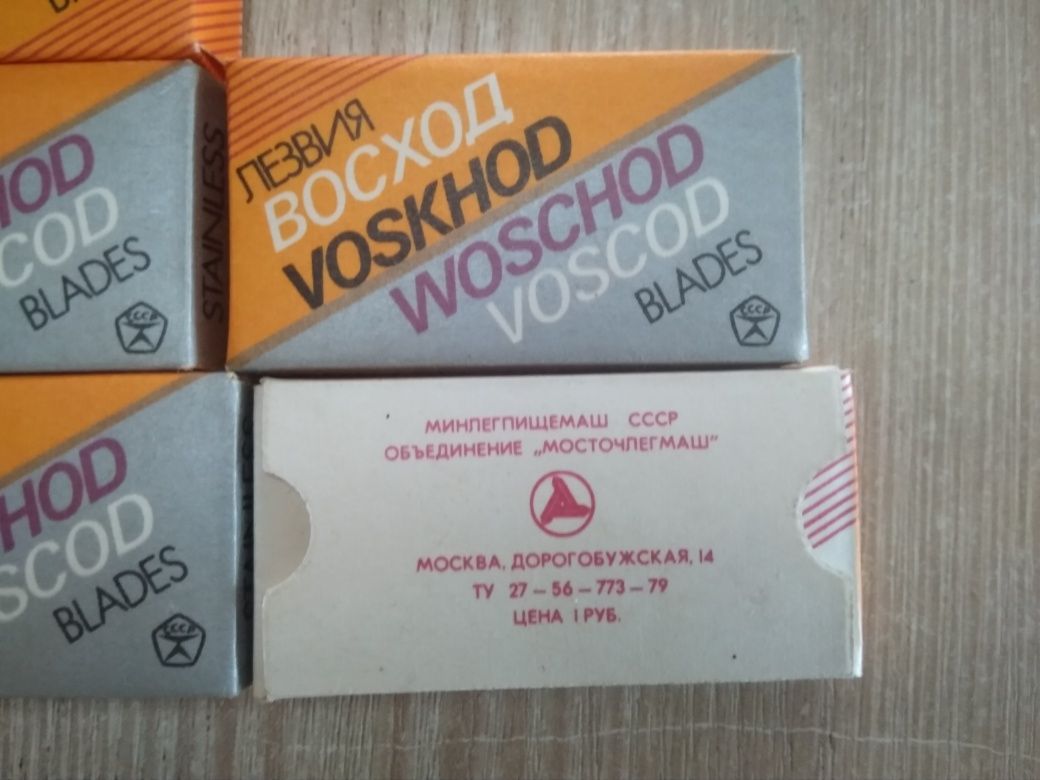 ЛЕЗВИЯ
ВОСХОД
VOSKHOD
WOSCHOD
VOSCOD
BLADES
СССР
HOD
COD
BLADES
СССР
STAINLESS
HOD
SCOD
BLADES
СССР
МИНЛЕГПИЩЕМАШ СССР
ОБЪЕДИНЕНИЕ „МОСТОЧЛЕГМАШ"
МОСКВА, ДОРОГОБУЖСКАЯ, 14
ТУ 27 – 56 – 773 – 79
ЦЕНА 1 РУБ.